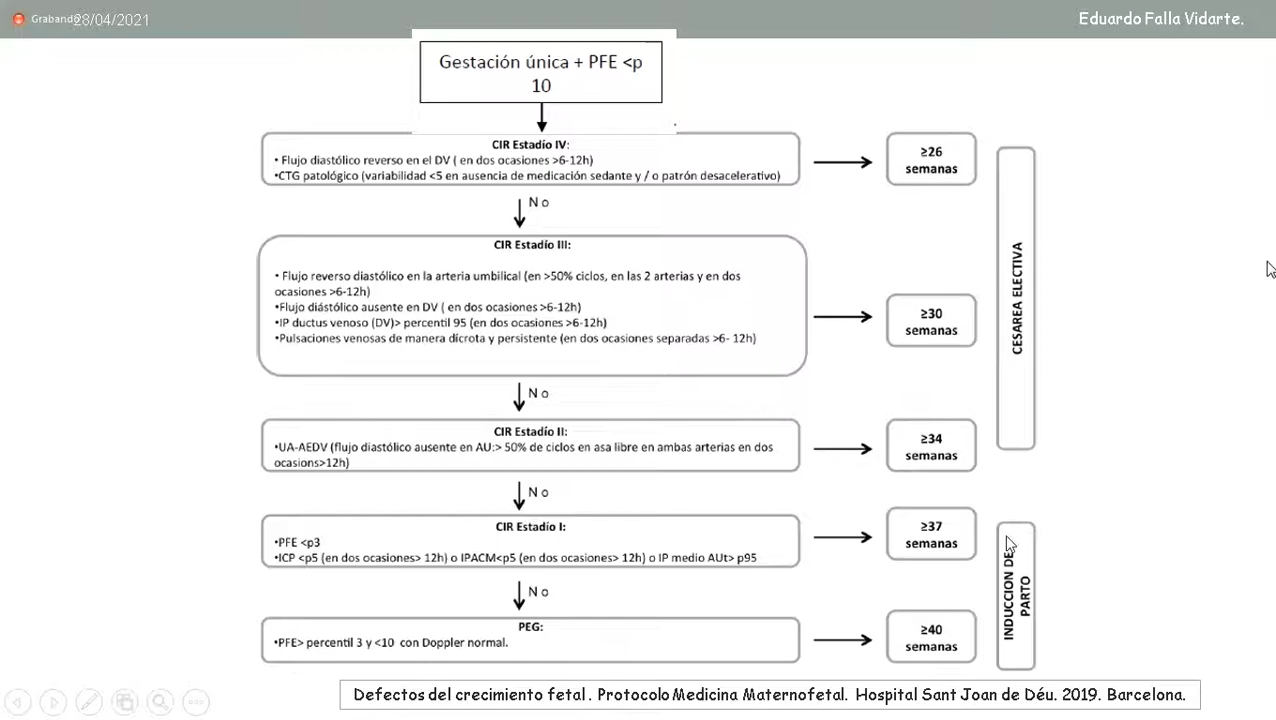 Grabando
28/04/2021
Eduardo Falla Vidarte.
Gestación única + PFE <p
10
CIR Estadío IV:
• Flujo diastólico reverso en el DV ( en dos ocasiones >6-12h)
• CTG patológico (variabilidad <5 en ausencia de medicación sedante y / o patrón desacelerativo)
≥26
semanas
No
CIR Estadío III:
• Flujo reverso diastólico en la arteria umbilical (en >50% ciclos, en las 2 arterias y en dos
ocasiones >6-12h)
•Flujo diástólico ausente en DV ( en dos ocasiones >6-12h)
•IP ductus venoso (DV)> percentil 95 (en dos ocasiones >6-12h)
•Pulsaciones venosas de manera dícrota y persistente (en dos ocasiones separadas >6- 12h)
≥30
semanas
CESAREA ELECTIVA
No
CIR Estadío II:
•UA-AEDV (flujo diastólico ausente en AU:> 50% de ciclos en asa libre en ambas arterias en dos
ocasions>12h)
≥34
semanas
No
CIR Estadío I:
•PFE <p3
•ICP <p5 (en dos ocasiones> 12h) o IPACM<p5 (en dos ocasiones> 12h) o IP medio AUt> p95
≥37
semanas
INDUCCION DE
PARTO
No
PEG:
•PFE> percentil 3 y <10 con Doppler normal.
≥40
semanas
Defectos del crecimiento fetal . Protocolo Medicina Maternofetal. Hospital Sant Joan de Déu. 2019. Barcelona.